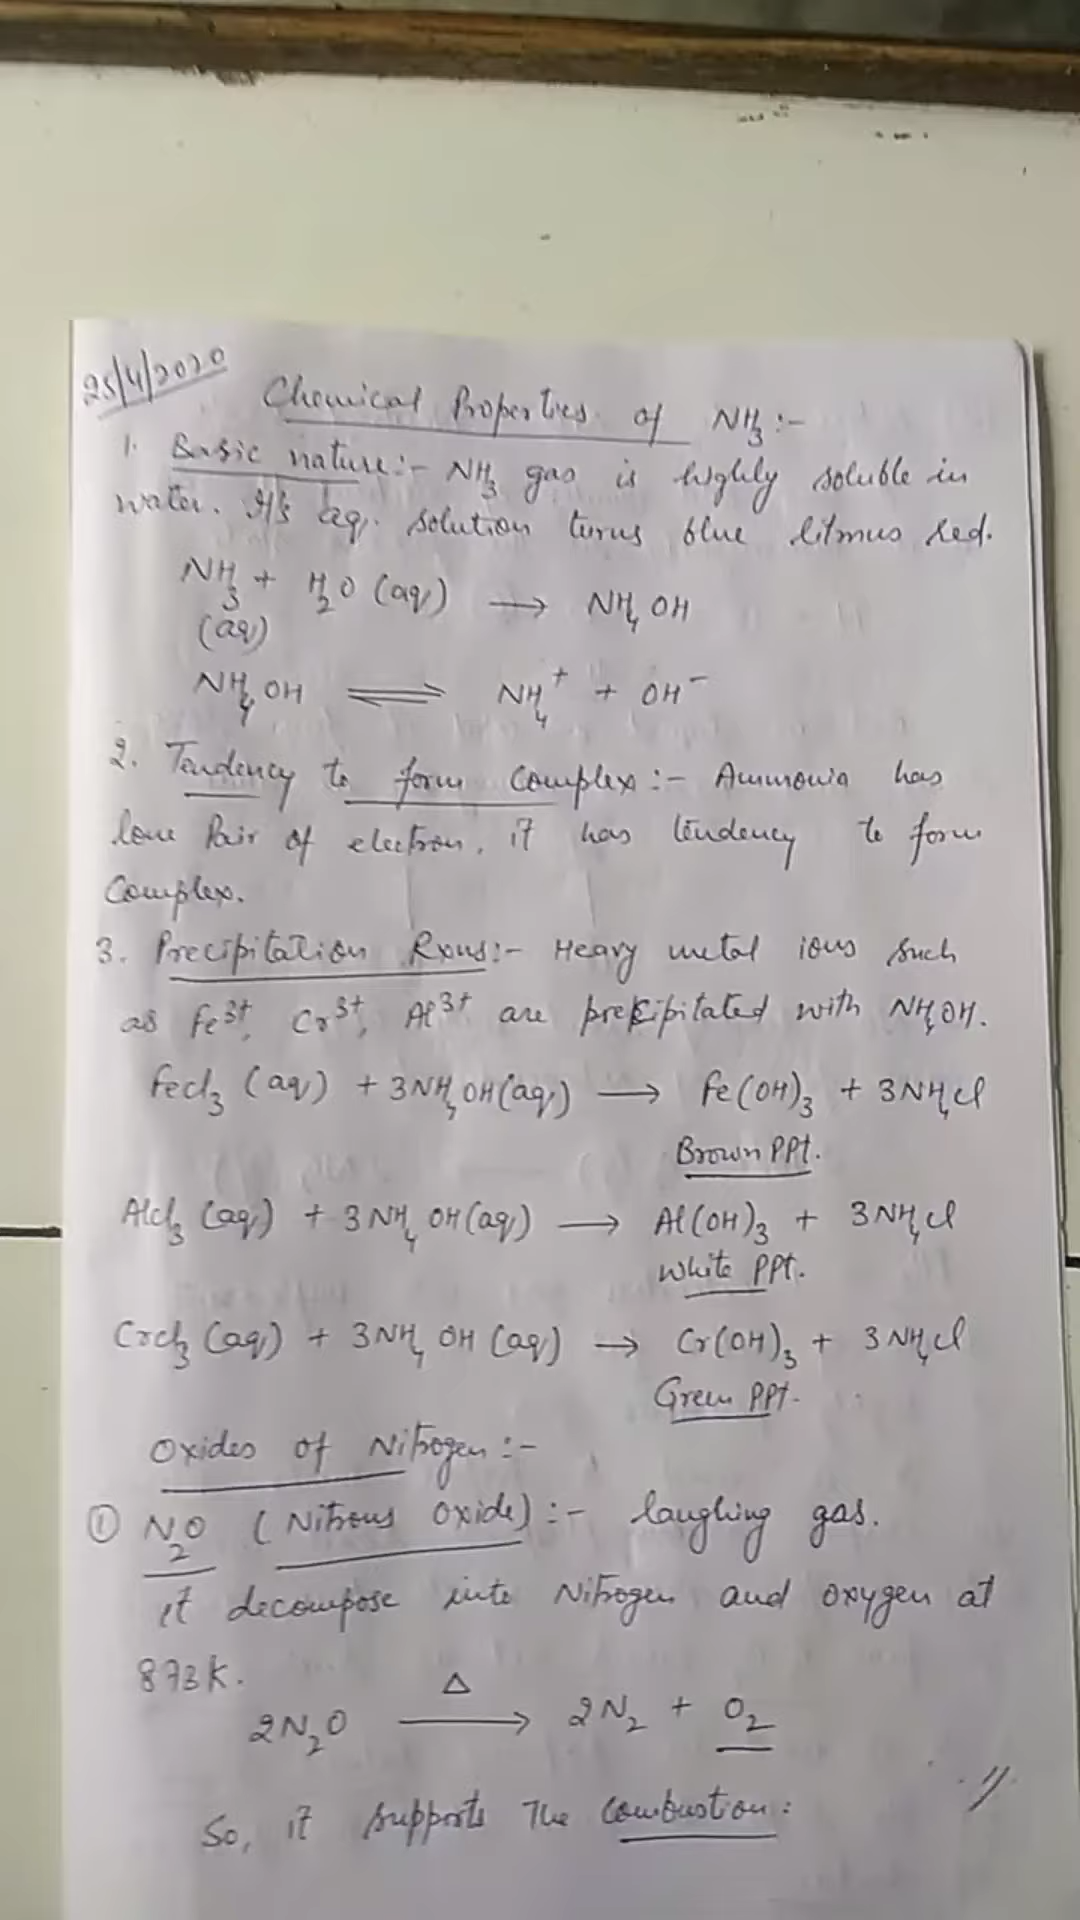 25/4/2020
Chemical Properties of NH₃ :-
1. Basic nature :- NH₃ gas is highly soluble in
water. It's aq. solution turns blue litmus red.
NH₃ + H₂O (aq) ⟶ NH₄OH
(aq)
NH₄OH ⇌ NH₄⁺ + OH⁻
2. Tendency to form Complex :- Ammonia has
lone Pair of electron, it has tendency to form
Complex.
3. Precipitation Rxns :- Heavy metal ions such
as Fe³⁺, Cr³⁺, Al³⁺ are precipitated with NH₄OH.
FeCl₃ (aq) + 3NH₄OH(aq) ⟶ Fe(OH)₃ + 3NH₄Cl
Brown PPt.
AlCl₃ (aq) + 3NH₄OH(aq) ⟶ Al(OH)₃ + 3NH₄Cl
White PPt.
CrCl₃ (aq) + 3NH₄OH (aq) ⟶ Cr(OH)₃ + 3NH₄Cl
Green PPt.
Oxides of Nitrogen :-
① N₂O (Nitrous Oxide) :- laughing gas.
it decompose into Nitrogen and oxygen at
873K.
Δ
2N₂O ⟶ 2N₂ + O₂
So, it supports The Combustion :